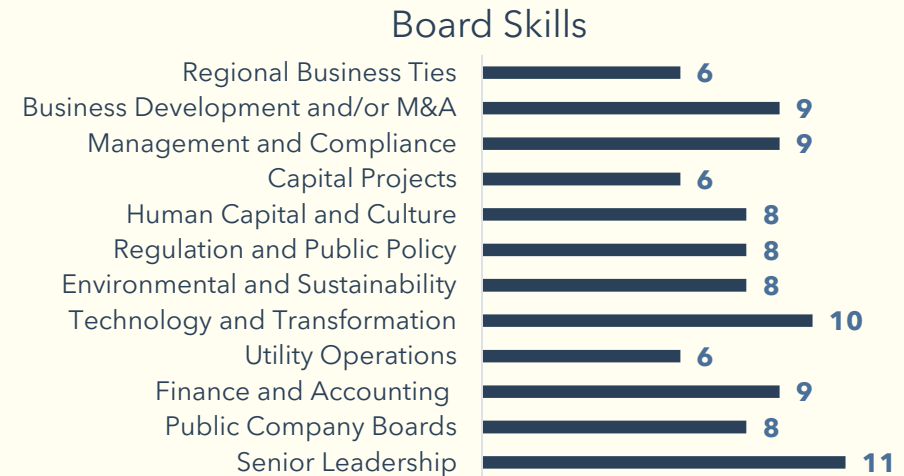 Board Skills
Regional Business Ties 6
Business Development and/or M&A 9
Management and Compliance 9
Capital Projects 6
Human Capital and Culture 8
Regulation and Public Policy 8
Environmental and Sustainability 8
Technology and Transformation 10
Utility Operations 6
Finance and Accounting 9
Public Company Boards 8
Senior Leadership 11